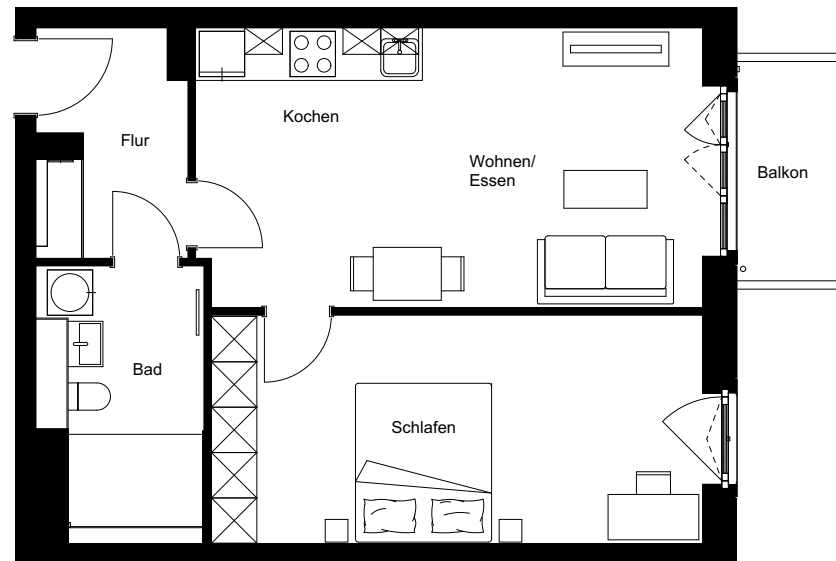 Kochen
Flur
Wohnen/
Essen
Balkon
Bad
Schlafen